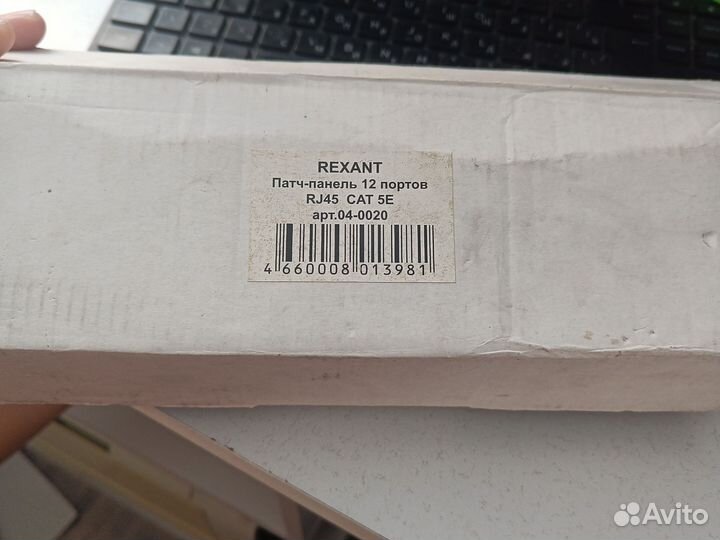 REXANT
Патч-панель 12 портов
RJ45 CAT 5E
арт.04-0020
4 660008 013981
Avito